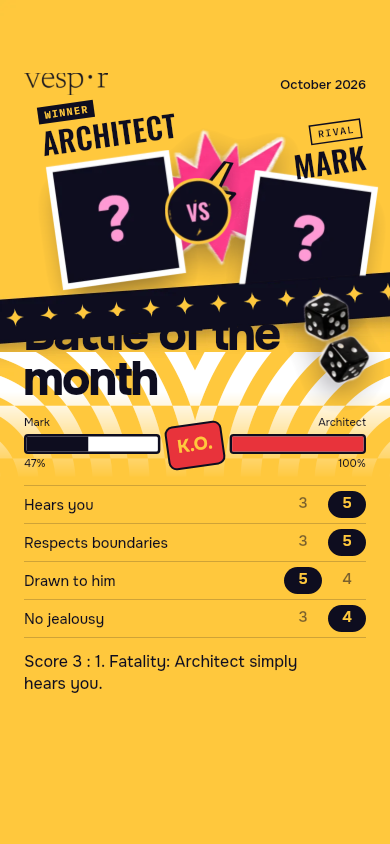 vesp·r
October 2026
WINNER
ARCHITECT
RIVAL
MARK
?
VS
?
Battle of the
month
Mark
Architect
K.O.
47%
100%
Hears you 3 5
Respects boundaries 3 5
Drawn to him 5 4
No jealousy 3 4
Score 3 : 1. Fatality: Architect simply
hears you.